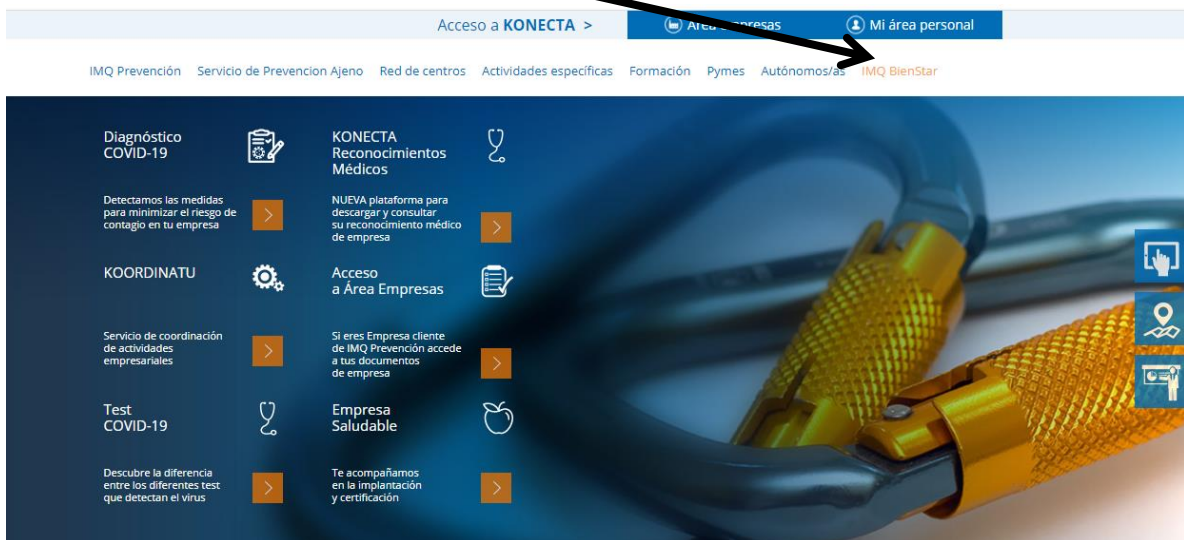 Acceso a KONECTA >
Área Empresas
Mi área personal
IMQ Prevención Servicio de Prevencion Ajeno Red de centros Actividades específicas Formación Pymes Autónomos/as IMQ BienStar
Diagnóstico
COVID-19
Detectamos las medidas
para minimizar el riesgo de
contagio en tu empresa
KONECTA
Reconocimientos
Médicos
NUEVA plataforma para
descargar y consultar
su reconocimiento médico
de empresa
KOORDINATU
Servicio de coordinación
de actividades
empresariales
Acceso
a Área Empresas
Si eres Empresa cliente
de IMQ Prevención accede
a tus documentos
de empresa
Test
COVID-19
Descubre la diferencia
entre los diferentes test
que detectan el virus
Empresa
Saludable
Te acompañamos
en la implantación
y certificación